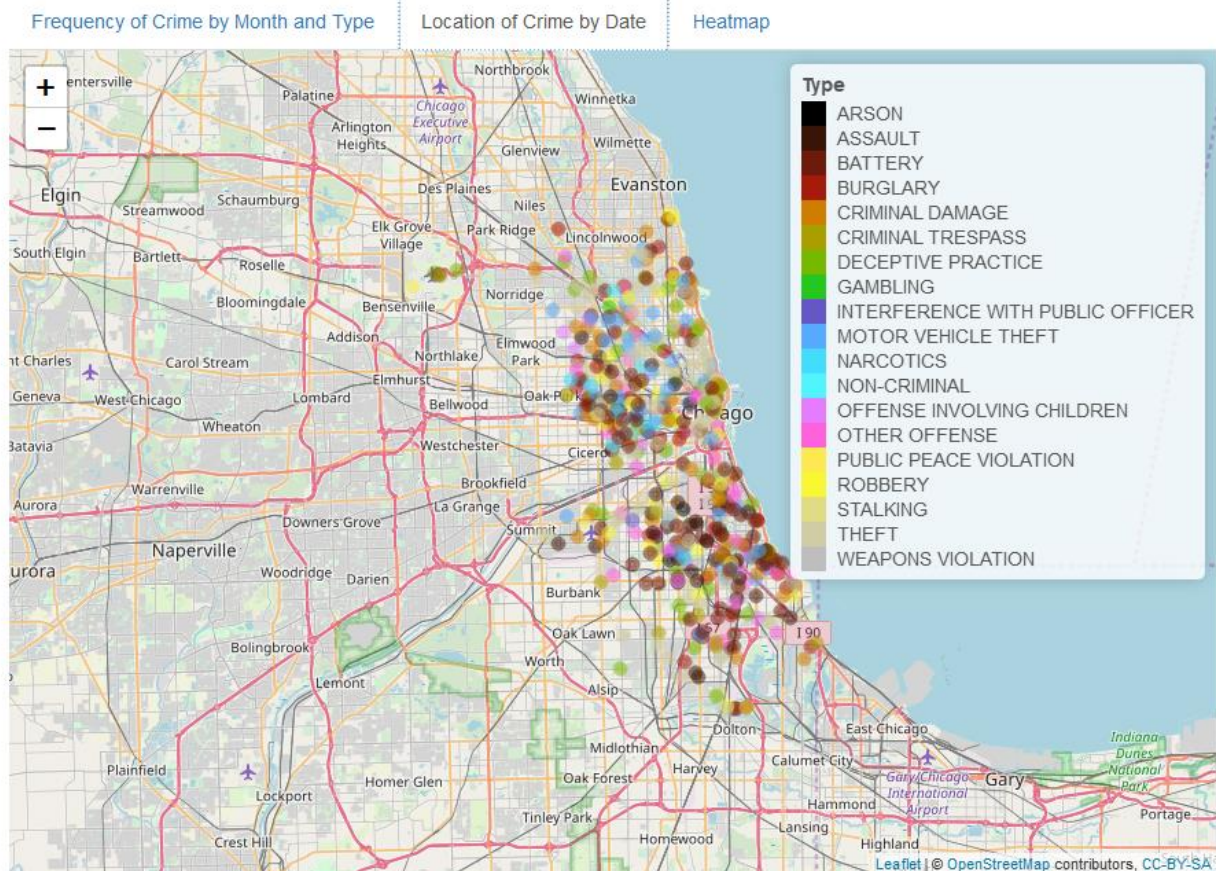 Frequency of Crime by Month and Type
Location of Crime by Date
Heatmap
+
−
Type
ARSON
ASSAULT
BATTERY
BURGLARY
CRIMINAL DAMAGE
CRIMINAL TRESPASS
DECEPTIVE PRACTICE
GAMBLING
INTERFERENCE WITH PUBLIC OFFICER
MOTOR VEHICLE THEFT
NARCOTICS
NON-CRIMINAL
OFFENSE INVOLVING CHILDREN
OTHER OFFENSE
PUBLIC PEACE VIOLATION
ROBBERY
STALKING
THEFT
WEAPONS VIOLATION
Northbrook
entersville
Palatine
Chicago
Executive
Airport
Winnetka
Arlington
Heights
Glenview
Wilmette
Des Plaines
Evanston
Elgin
Schaumburg
Streamwood
Niles
Elk Grove
Village
Park Ridge
Lincolnwood
South Elgin
Bartlett
Roselle
Bloomingdale
Bensenville
Norridge
Addison
Northlake
Elmwood
Park
nt Charles
Carol Stream
Elmhurst
Geneva
West-Chicago
Lombard
Bellwood
Oak Park
Chicago
Wheaton
Batavia
Westchester
Cicero
Brookfield
Warrenville
Aurora
La Grange
Downers Grove
Summit
Naperville
urora
Woodridge
Darien
Burbank
Oak Lawn
I 57
I 90
Bolingbrook
Worth
Lemont
Alsip
Dolton
East Chicago
Midlothian
Indiana
Dunes
National
Park
Plainfield
Harvey
Calumet City
Oak Forest
Homer Glen
Gary/Chicago
International
Airport
Gary
Lockport
Tinley Park
Hammond
Lansing
Portage
Crest Hill
Homewood
Highland
Leaflet | © OpenStreetMap contributors, CC-BY-SA